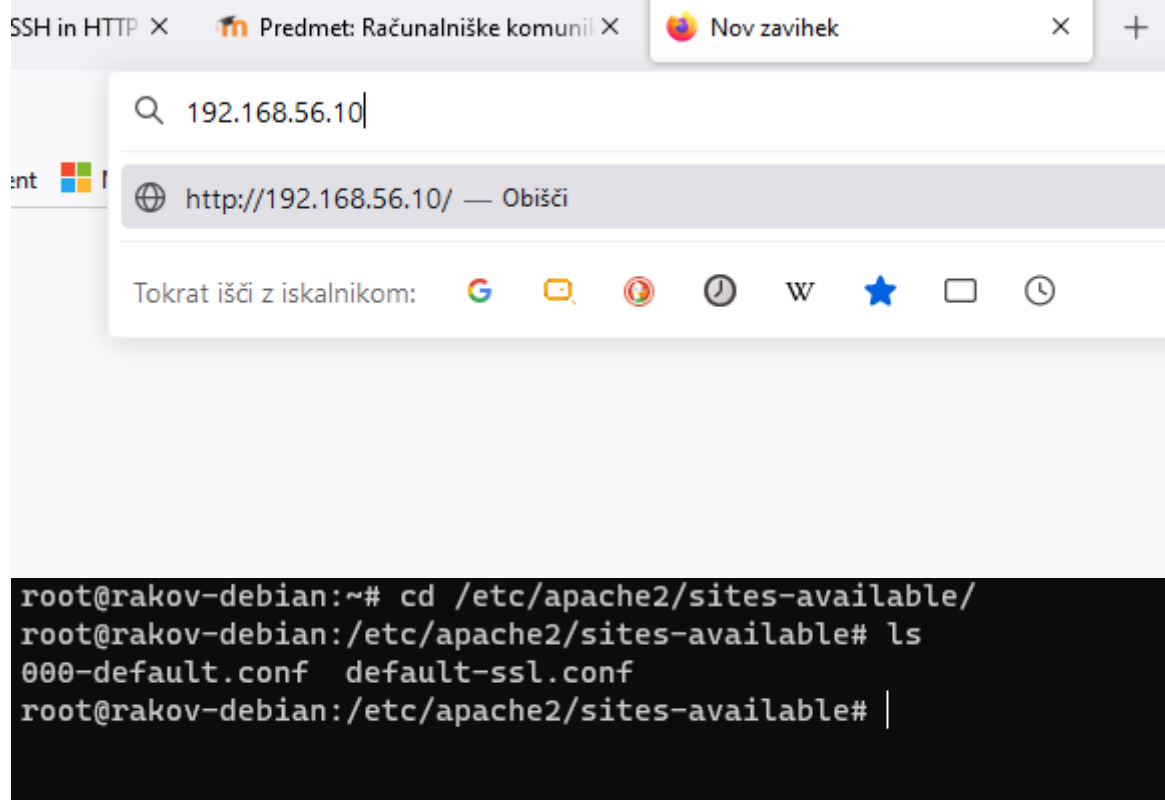 SSH in HTTP
Predmet: Računalniške komuni
Nov zavihek
192.168.56.10
ent
http://192.168.56.10/ — Obišči
Tokrat išči z iskalnikom:
G
W
root@rakov-debian:~# cd /etc/apache2/sites-available/
root@rakov-debian:/etc/apache2/sites-available# ls
000-default.conf  default-ssl.conf
root@rakov-debian:/etc/apache2/sites-available#